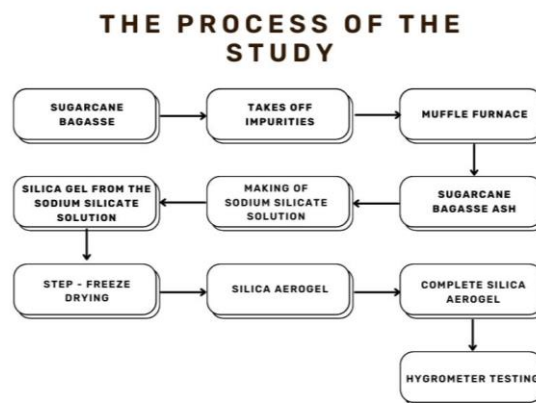 THE PROCESS OF THE
STUDY
SUGARCANE
BAGASSE
TAKES OFF
IMPURITIES
MUFFLE FURNACE
SUGARCANE
BAGASSE ASH
MAKING OF
SODIUM SILICATE
SOLUTION
SILICA GEL FROM THE
SODIUM SILICATE
SOLUTION
STEP - FREEZE
DRYING
SILICA AEROGEL
COMPLETE SILICA
AEROGEL
HYGROMETER TESTING